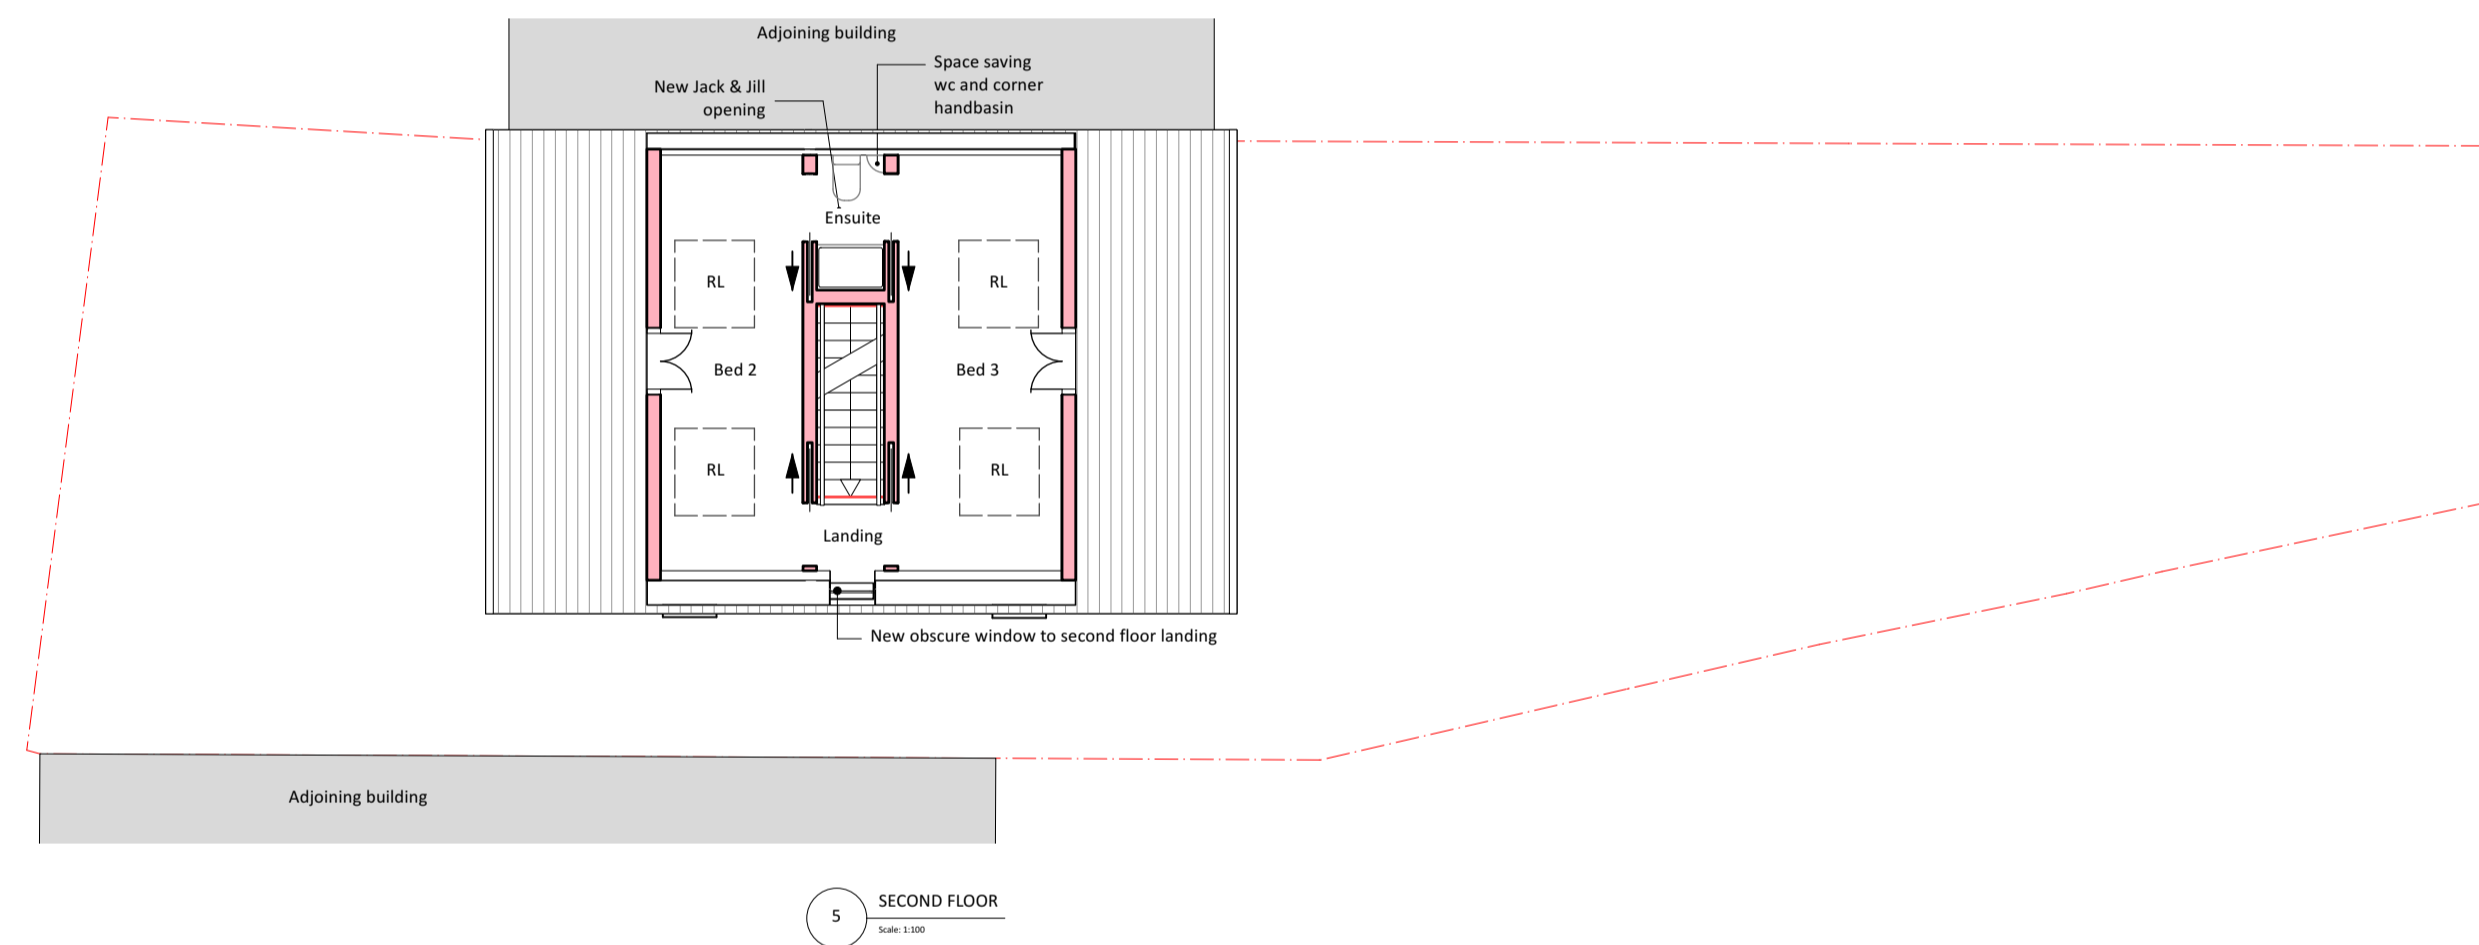 Adjoining building
Space saving
wc and corner
handbasin
New Jack & Jill
opening
Ensuite
RL
RL
Bed 2
Bed 3
RL
RL
Landing
New obscure window to second floor landing
Adjoining building
5
SECOND FLOOR
Scale: 1:100